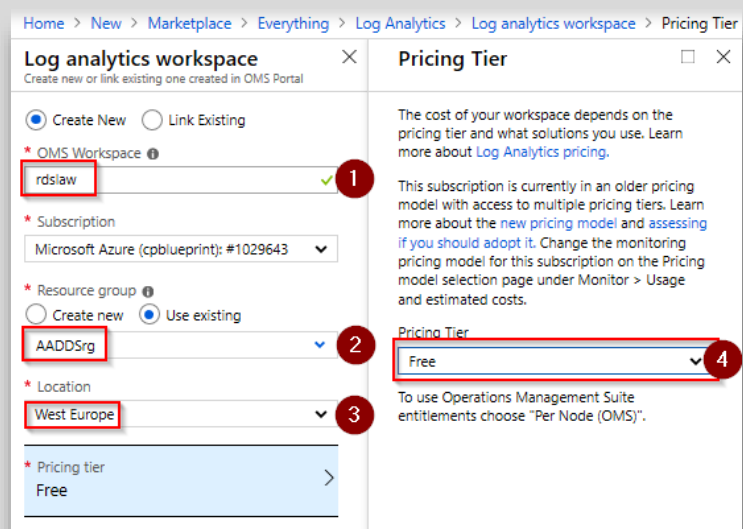 Home > New > Marketplace > Everything > Log Analytics > Log analytics workspace > Pricing Tier
Log analytics workspace
Create new or link existing one created in OMS Portal
Create New Link Existing
* OMS Workspace
rdslaw
1
* Subscription
Microsoft Azure (cpblueprint): #1029643
* Resource group
Create new Use existing
AADDSrg
2
* Location
West Europe
3
* Pricing tier
Free
Pricing Tier
The cost of your workspace depends on the
pricing tier and what solutions you use. Learn
more about Log Analytics pricing.
This subscription is currently in an older pricing
model with access to multiple pricing tiers. Learn
more about the new pricing model and assessing
if you should adopt it. Change the monitoring
pricing model for this subscription on the Pricing
model selection page under Monitor > Usage
and estimated costs.
Pricing Tier
Free
4
To use Operations Management Suite
entitlements choose "Per Node (OMS)".